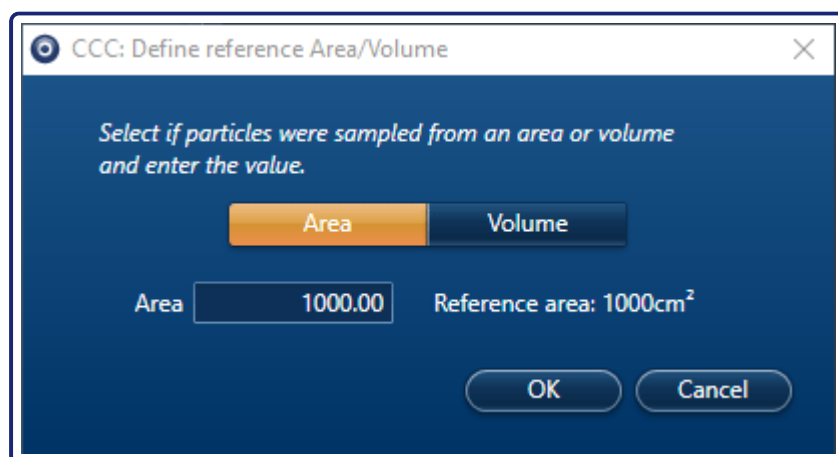 CCC: Define reference Area/Volume
Select if particles were sampled from an area or volume
and enter the value.
Area Volume
Area 1000.00 Reference area: 1000cm²
OK Cancel